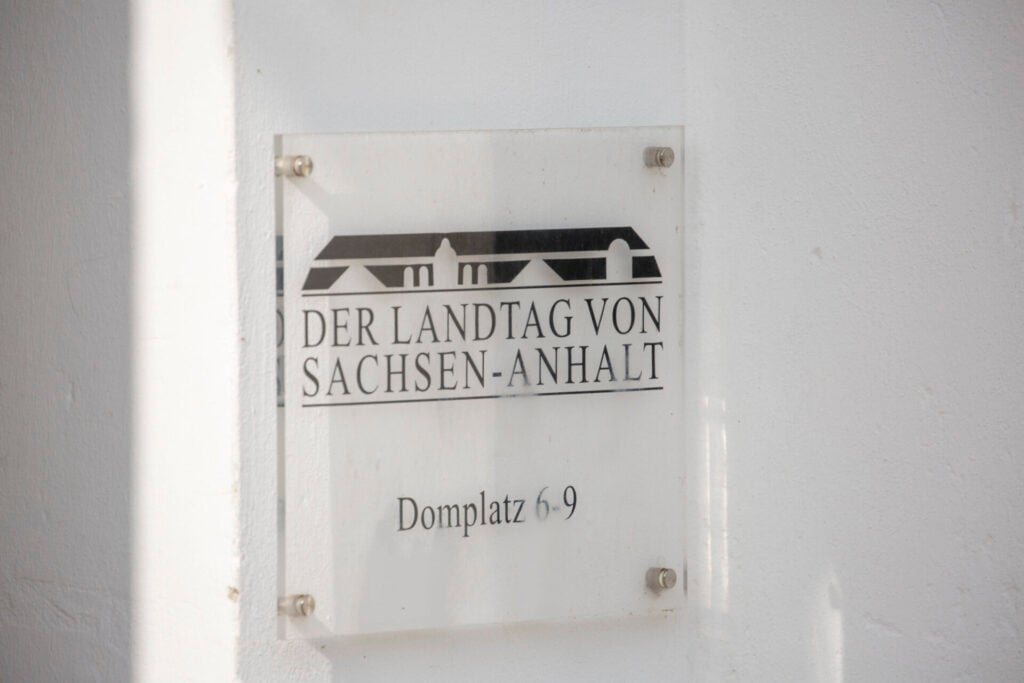 DER LANDTAG VON
SACHSEN-ANHALT
Domplatz 6-9